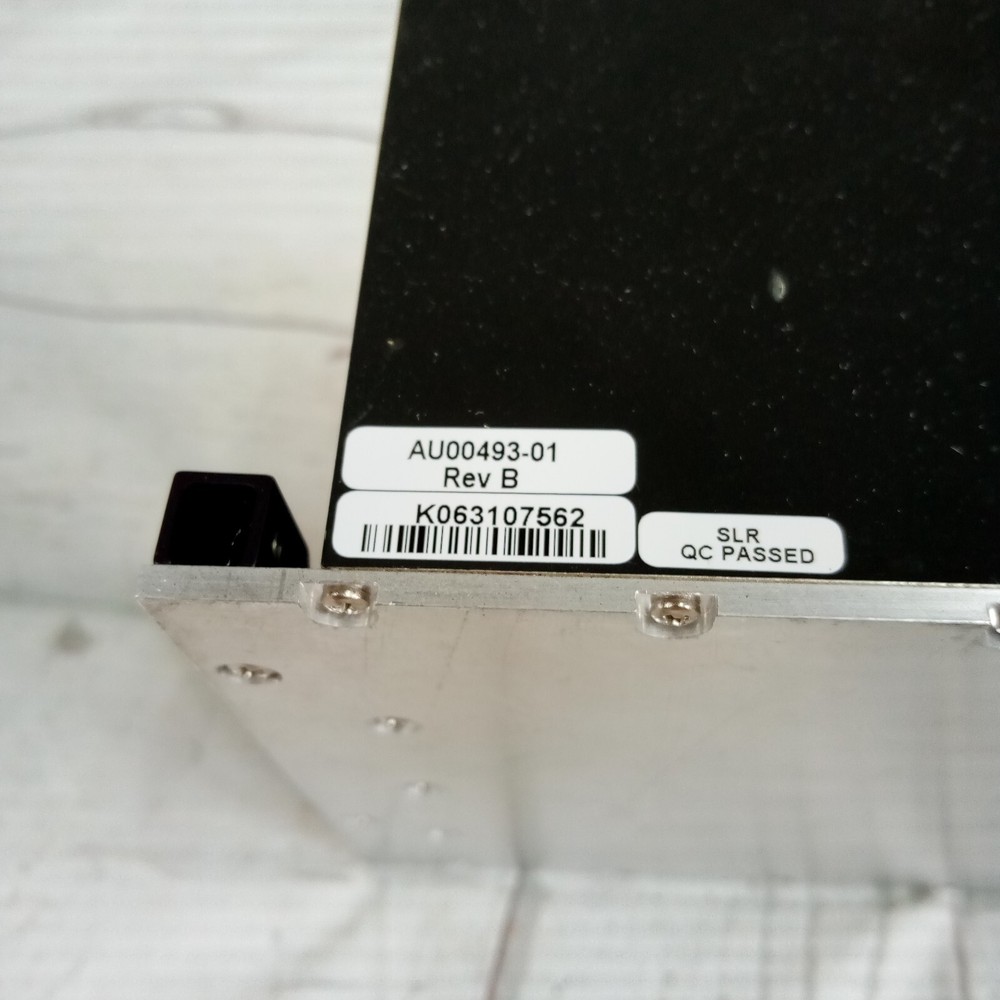 AU00493-01
Rev B
K063107562
SLR
QC PASSED